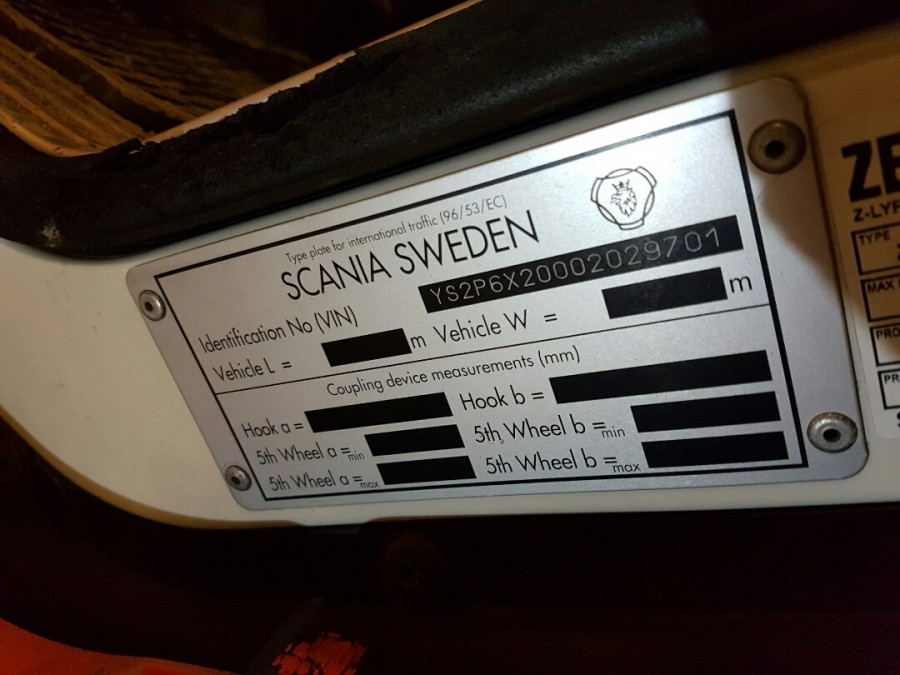 Type plate for international traffic (96/53/EC)
SCANIA SWEDEN
Identification No (VIN) YS2P6X20002029701
Vehicle L = m Vehicle W = m
Coupling device measurements (mm)
Hook a = Hook b =
5th Wheel a =min 5th Wheel b =min
5th Wheel a =max 5th Wheel b =max
ZE
Z-LYF
TYPE
MAX
PRO
PR